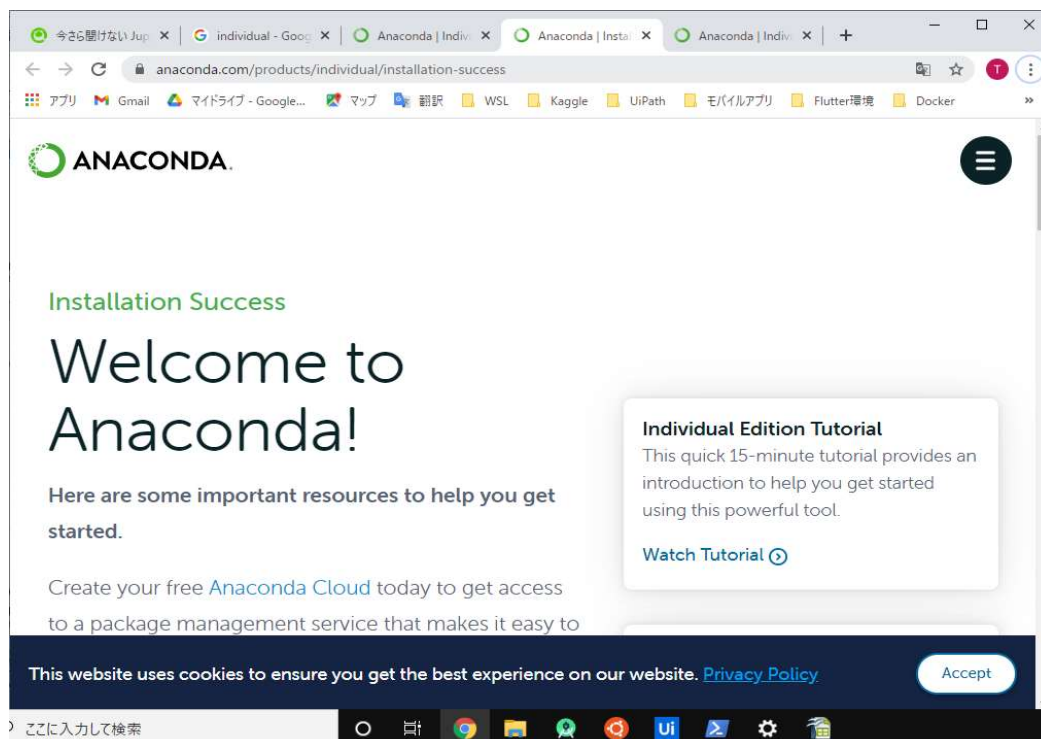 今さら聞けない Jup
individual - Goog
Anaconda | Indivi
Anaconda | Instal
Anaconda | Indivi
anaconda.com/products/individual/installation-success
T
アプリ
Gmail
マイドライブ - Google...
マップ
翻訳
WSL
Kaggle
UiPath
モバイルアプリ
Flutter環境
Docker
»
ANACONDA.
Installation Success
Welcome to
Anaconda!
Here are some important resources to help you get
started.
Create your free Anaconda Cloud today to get access
to a package management service that makes it easy to
Individual Edition Tutorial
This quick 15-minute tutorial provides an
introduction to help you get started
using this powerful tool.
Watch Tutorial
This website uses cookies to ensure you get the best experience on our website. Privacy Policy
Accept
ここに入力して検索
Ui